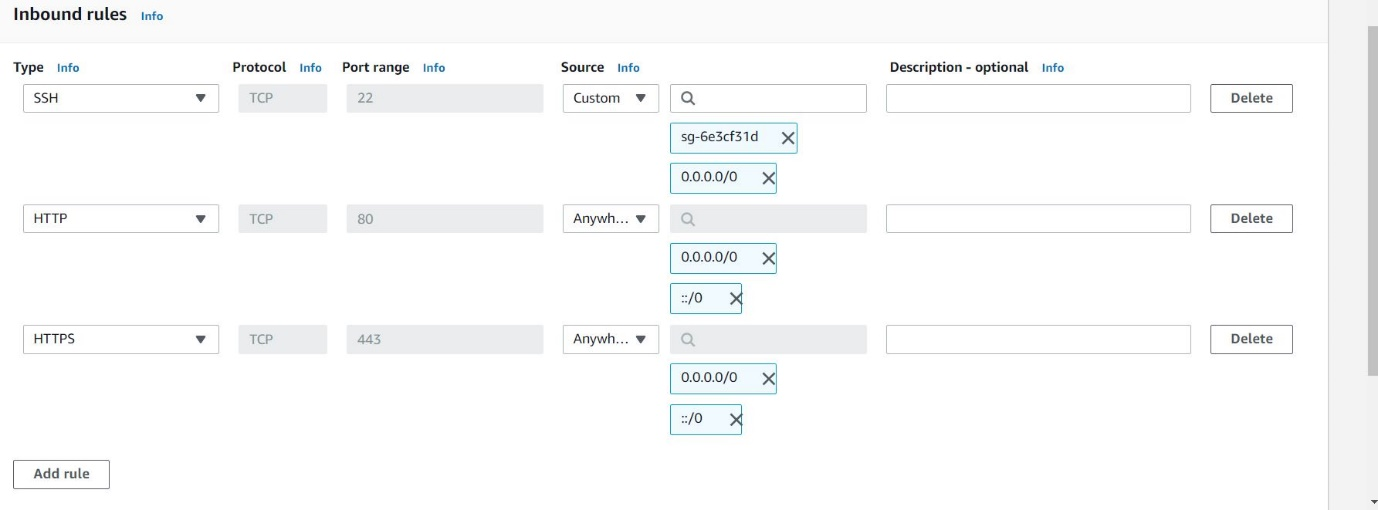 Inbound rules Info
Type Info Protocol Info Port range Info Source Info Description - optional Info
SSH TCP 22 Custom Delete
sg-6e3cf31d
0.0.0.0/0
HTTP TCP 80 Anywh... Delete
0.0.0.0/0
::/0
HTTPS TCP 443 Anywh... Delete
0.0.0.0/0
::/0
Add rule